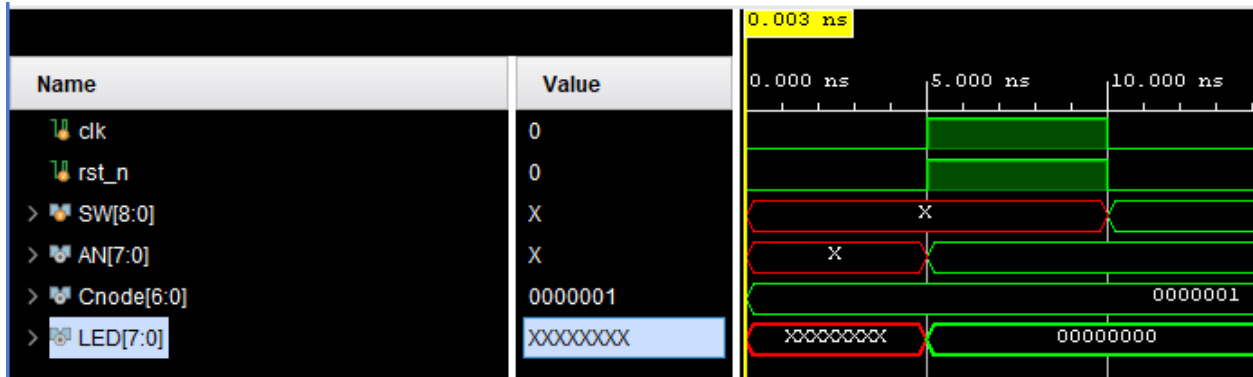 0.003 ns
Name Value 0.000 ns 5.000 ns 10.000 ns
clk 0
rst_n 0
> SW[8:0] X X
> AN[7:0] X X
> Cnode[6:0] 0000001 0000001
> LED[7:0] XXXXXXXX XXXXXXXX 00000000